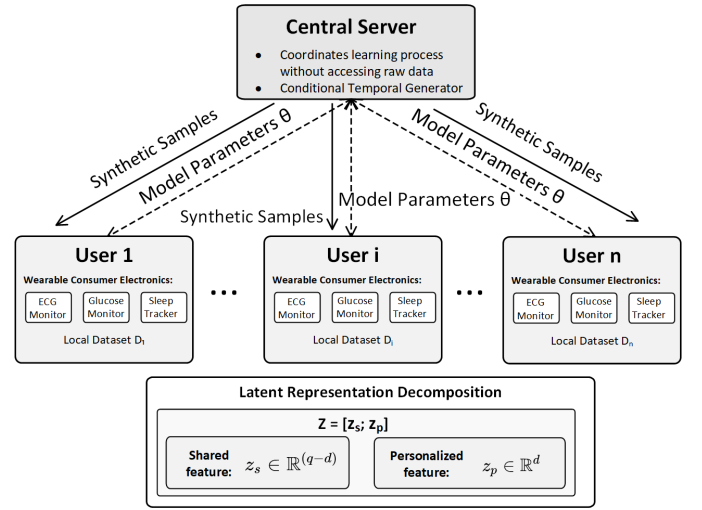 Central Server
• Coordinates learning process
without accessing raw data
• Conditional Temporal Generator
Synthetic Samples
Model Parameters θ
Synthetic Samples
Model Parameters θ
Synthetic Samples
Model Parameters θ
User 1
Wearable Consumer Electronics:
ECG
Monitor
Glucose
Monitor
Sleep
Tracker
Local Dataset D₁
...
User i
Wearable Consumer Electronics:
ECG
Monitor
Glucose
Monitor
Sleep
Tracker
Local Dataset Dᵢ
...
User n
Wearable Consumer Electronics:
ECG
Monitor
Glucose
Monitor
Sleep
Tracker
Local Dataset Dₙ
Latent Representation Decomposition
Z = [zₛ; zₚ]
Shared
feature:
zₛ ∈ ℝ⁽q⁻d⁾
Personalized
feature:
zₚ ∈ ℝᵈ